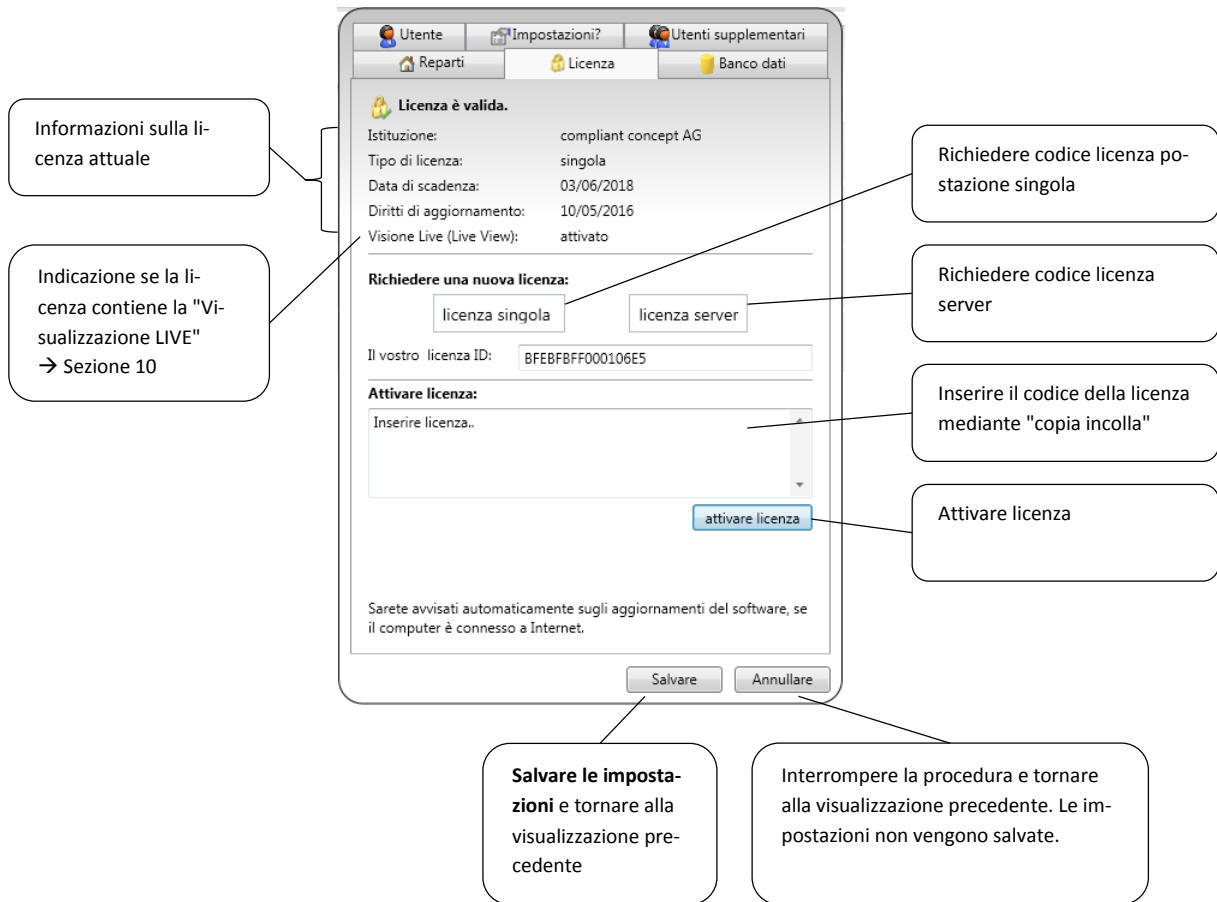 Utente Impostazioni? Utenti supplementari
Reparti Licenza Banco dati
Licenza è valida.
Istituzione: compliant concept AG
Tipo di licenza: singola
Data di scadenza: 03/06/2018
Diritti di aggiornamento: 10/05/2016
Visione Live (Live View): attivato
Richiedere una nuova licenza:
licenza singola licenza server
Il vostro licenza ID: BFEBFBFF000106E5
Attivare licenza:
Inserire licenza..
attivare licenza
Sarete avvisati automaticamente sugli aggiornamenti del software, se
il computer è connesso a Internet.
Salvare Annullare
Informazioni sulla li-
cenza attuale
Indicazione se la li-
cenza contiene la "Vi-
sualizzazione LIVE"
→ Sezione 10
Richiedere codice licenza po-
stazione singola
Richiedere codice licenza
server
Inserire il codice della licenza
mediante "copia incolla"
Attivare licenza
Salvare le imposta-
zioni e tornare alla
visualizzazione pre-
cedente
Interrompere la procedura e tornare
alla visualizzazione precedente. Le im-
postazioni non vengono salvate.